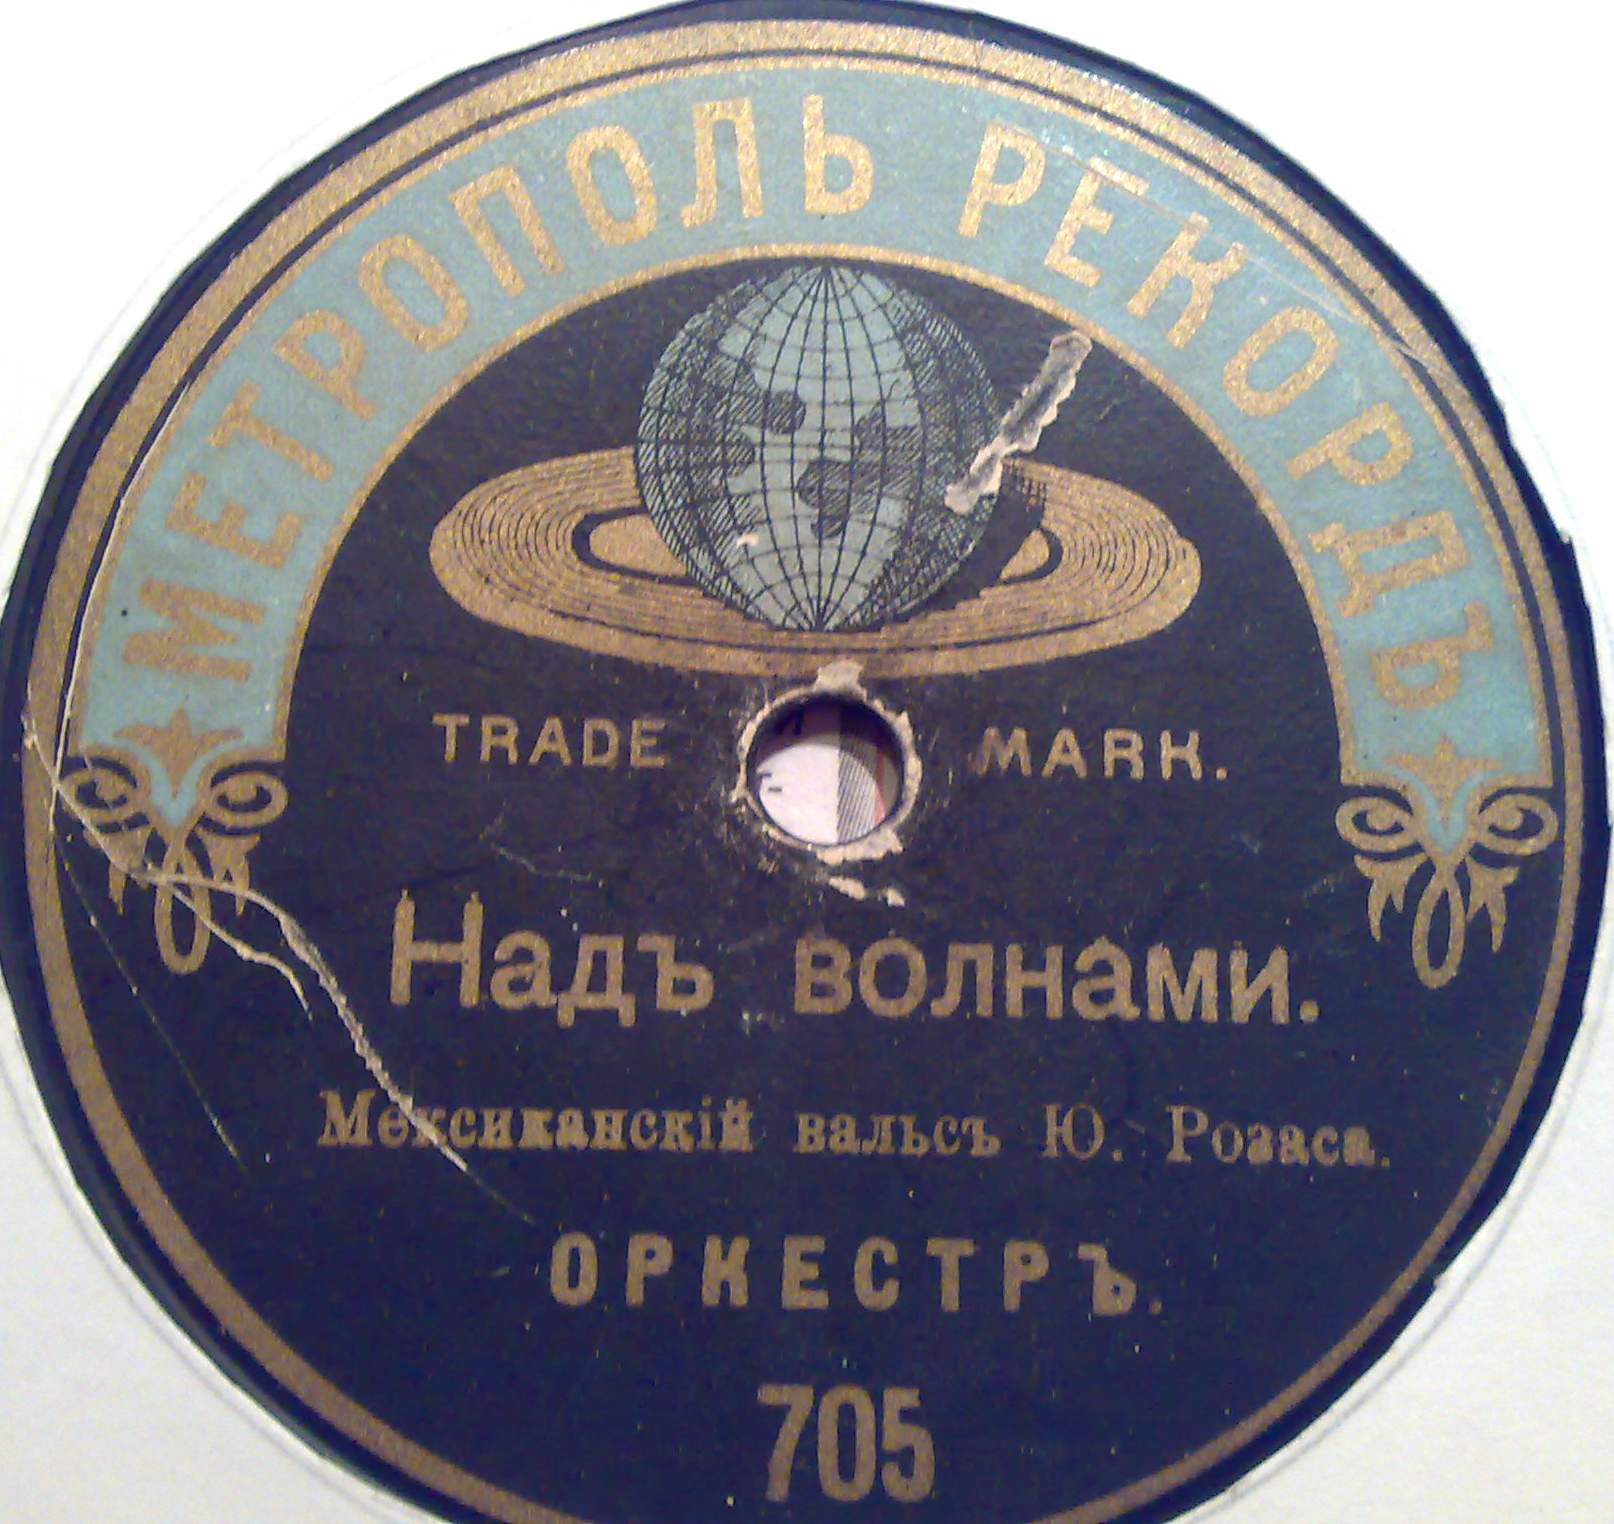 МЕТРОПОЛЬ РЕКОРДЪ
TRADE MARK.
Надъ волнами.
Мексиканскій вальсъ Ю. Розаса.
ОРКЕСТРЪ.
705